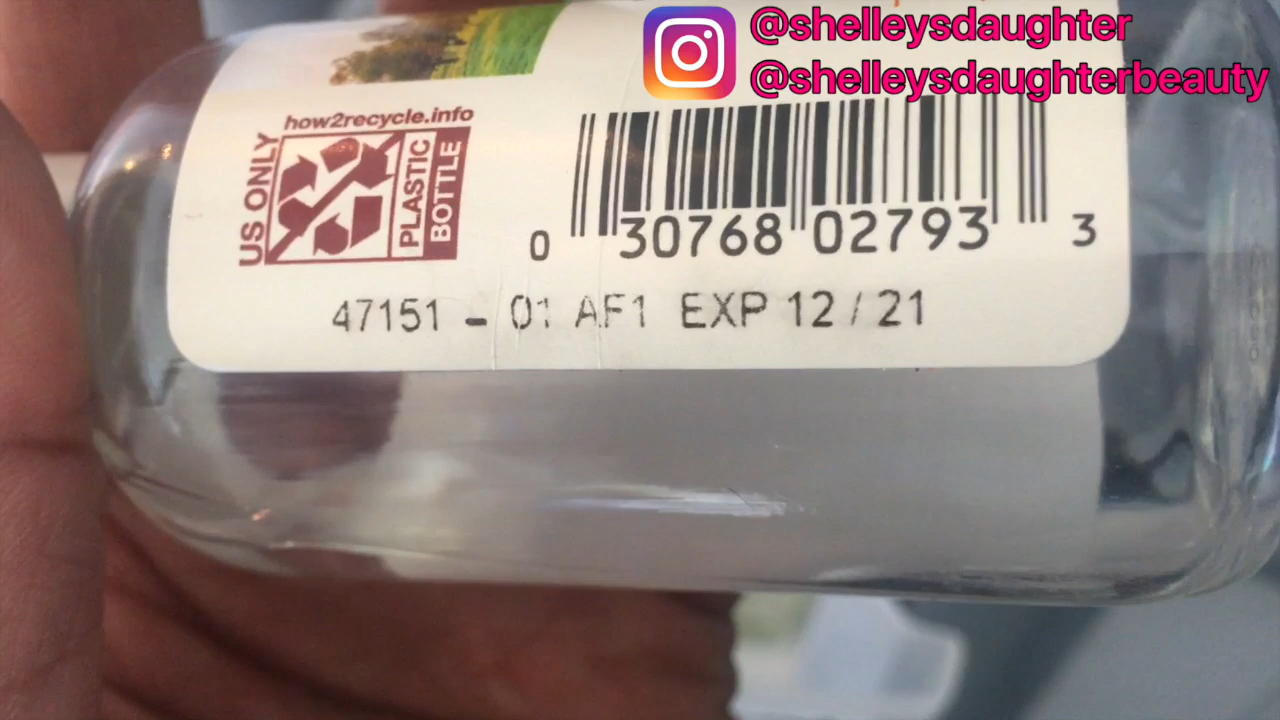 @shelleysdaughter
@shelleysdaughterbeauty
how2recycle.info
US ONLY
PLASTIC
BOTTLE
0 30768 02793 3
47151 - 01 AF1 EXP 12 / 21